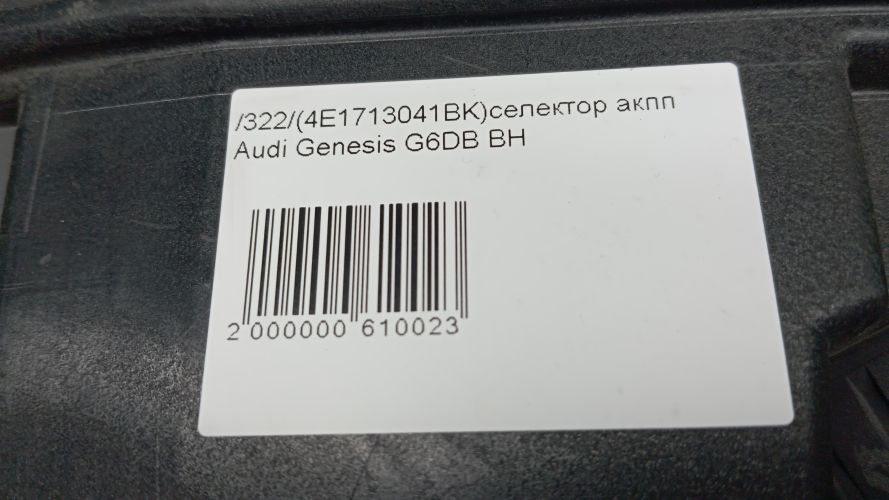 /322/(4E1713041BK)селектор акпп
Audi Genesis G6DB BH
2 000000 610023